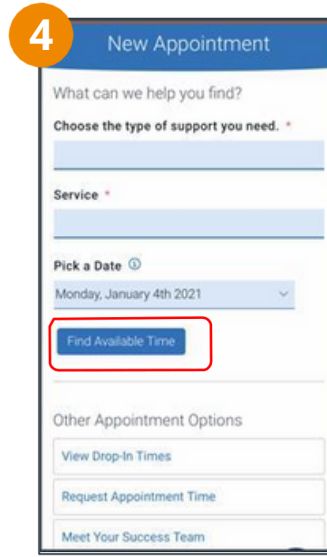 4
New Appointment
What can we help you find?
Choose the type of support you need. *
Service *
Pick a Date ⓘ
Monday, January 4th 2021
Find Available Time
Other Appointment Options
View Drop-In Times
Request Appointment Time
Meet Your Success Team